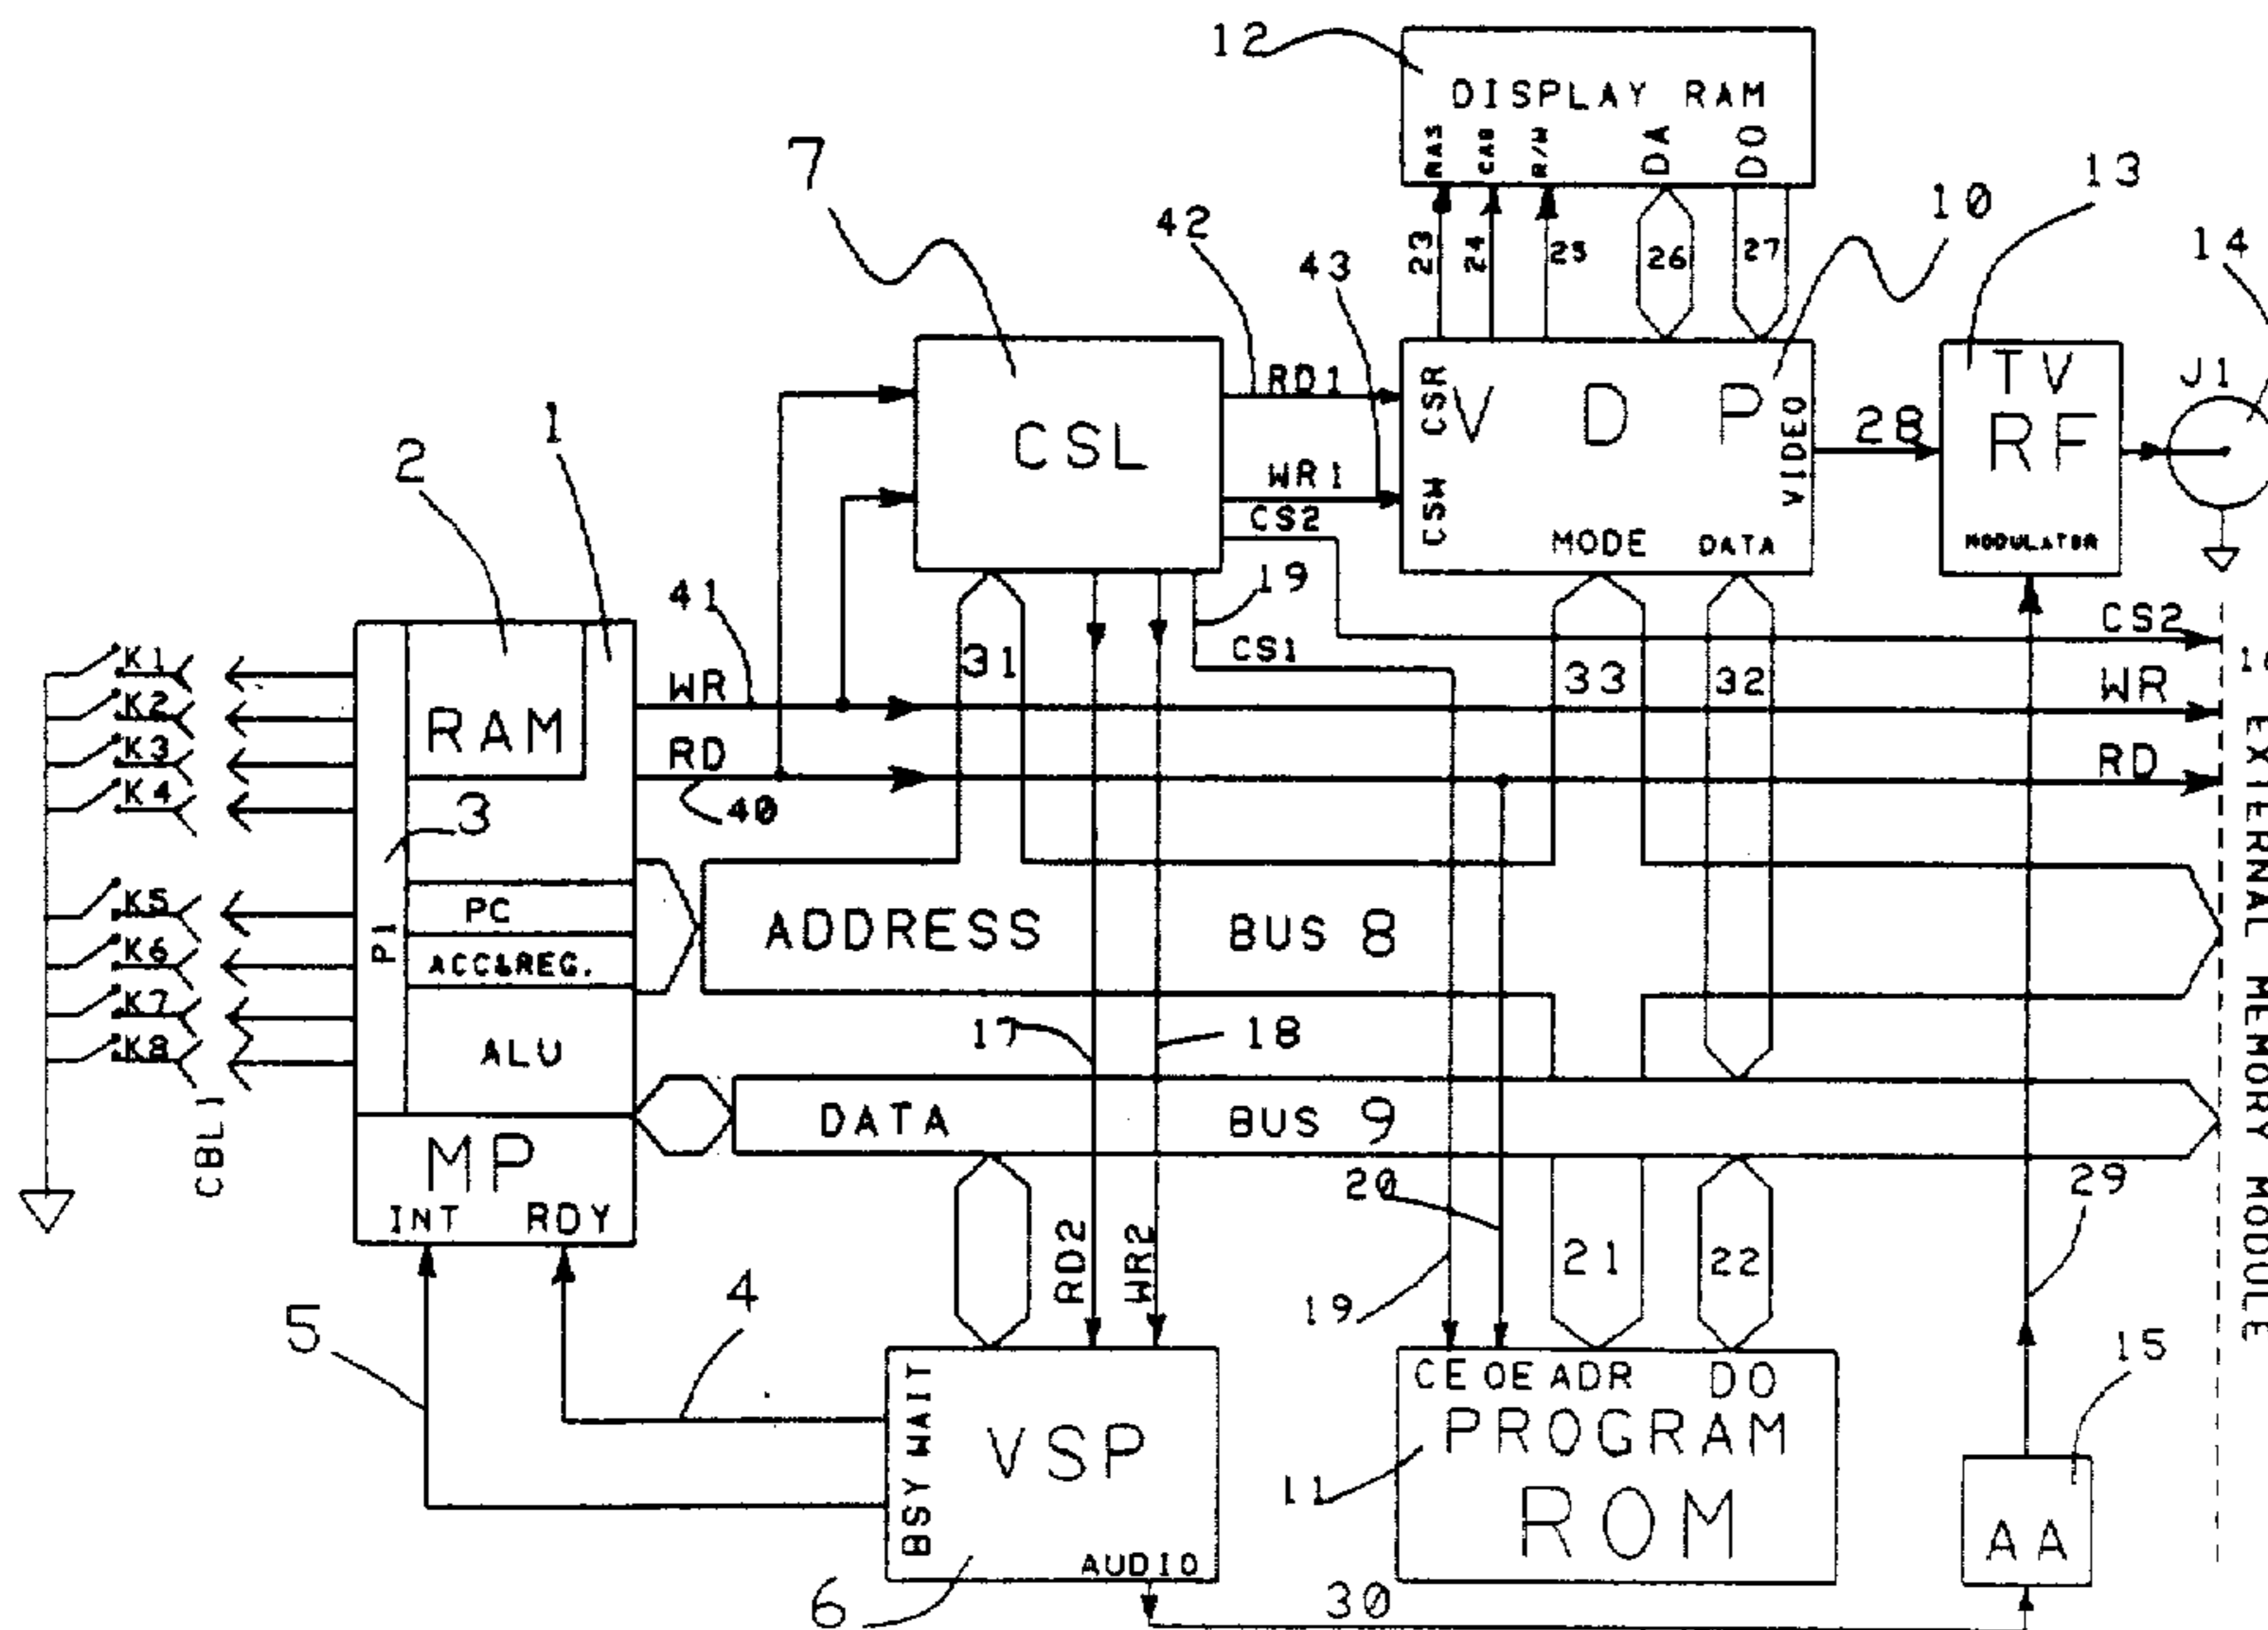 12
DISPLAY RAM
RAS CAS R/W DA DO
7
13
10
42
23 24 25 26 27
14
43
TV
RF
MODULATOR
J1
RD1
CSR
V D P
VIDEO
28
CSL
1
2
WR1
CSW
CS2
MODE DATA
41
19
CS2
K1
31
CS1
33
32
WR
WR
K2
RAM
K3
RD
RD
K4
3
40
EXTERNAL MEMORY MODULE
K5
PC
ADDRESS BUS 8
P1
K6
ACC&REG.
K7
17
18
K8
ALU
CBL1
DATA BUS 9
MP
20
29
INT RDY
RD2
WR2
21
22
19
4
5
15
WAIT
CE OE ADR DO
VSP
PROGRAM
ROM
11
BSY
AA
6
AUDIO
30